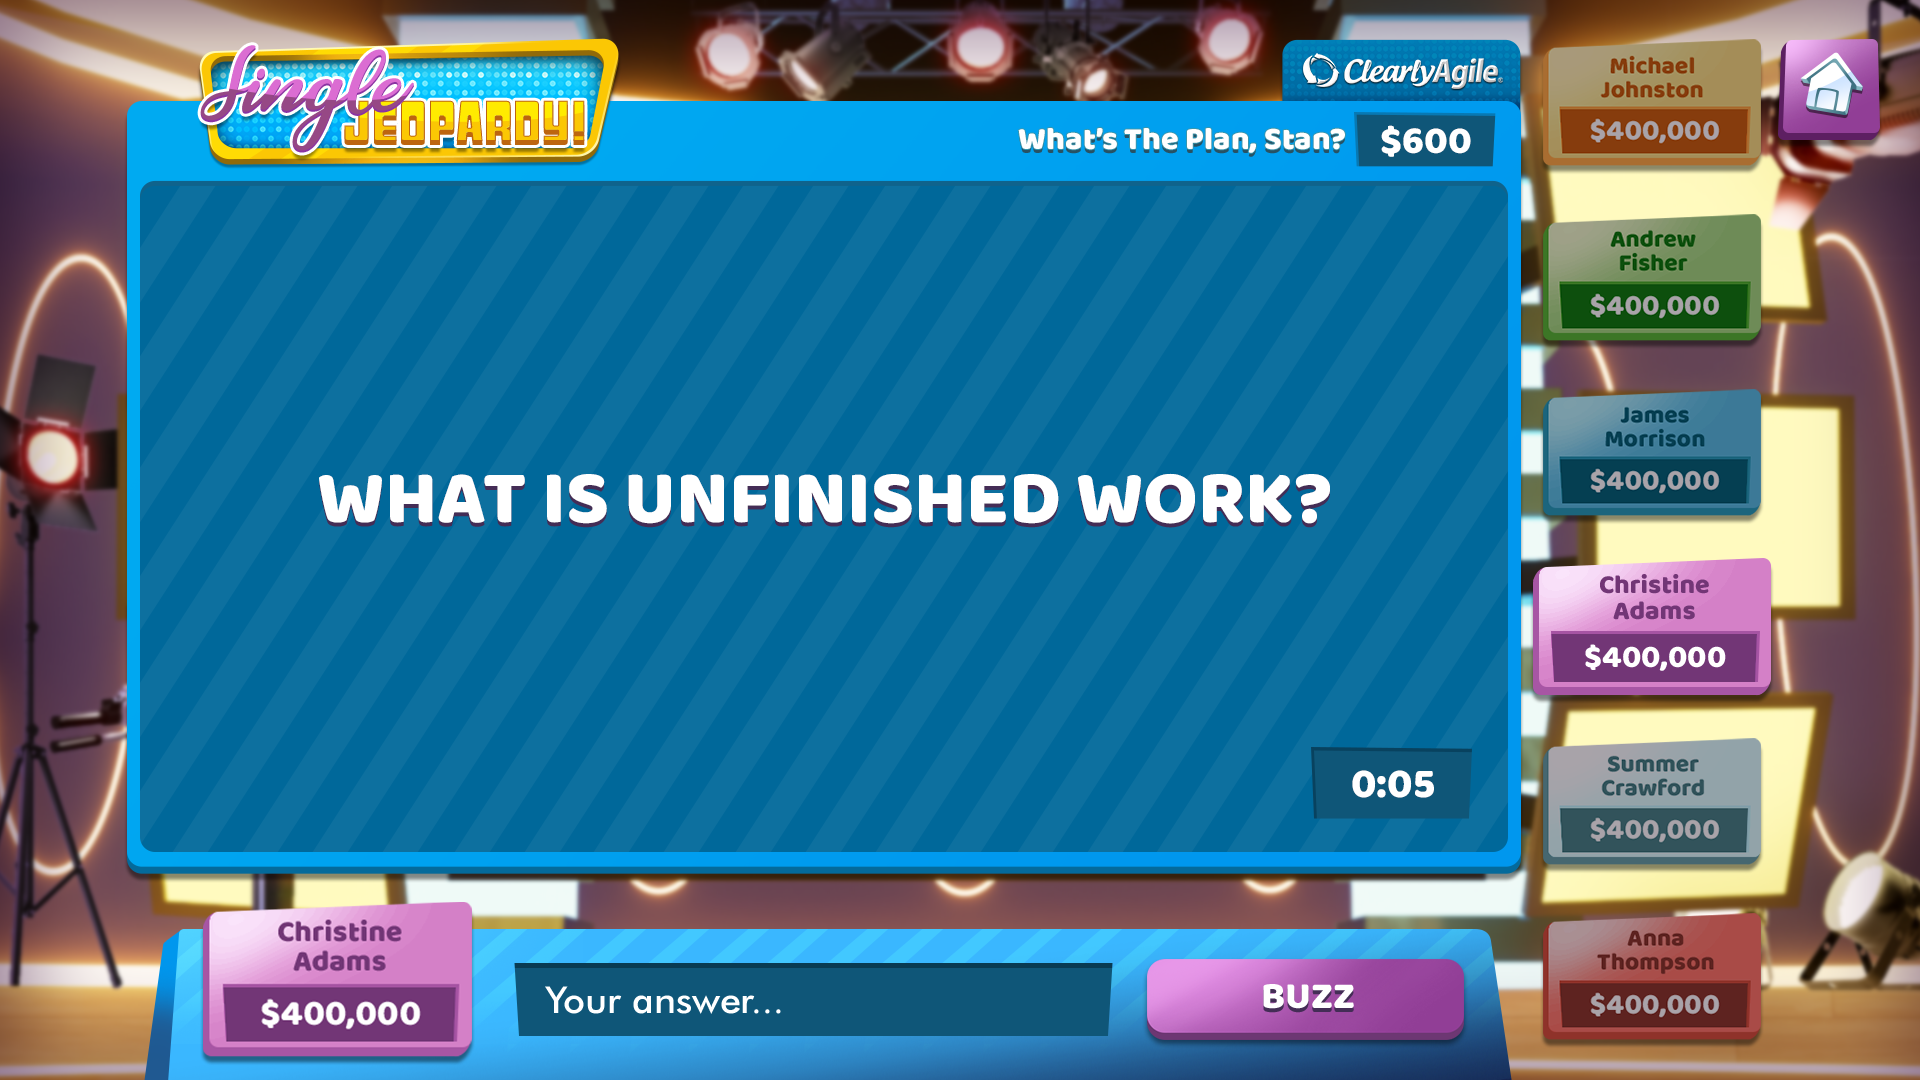 Jingle
JEOPARDY!
ClearlyAgile
What's The Plan, Stan?
$600
WHAT IS UNFINISHED WORK?
0:05
Michael
Johnston
$400,000
Andrew
Fisher
$400,000
James
Morrison
$400,000
Christine
Adams
$400,000
Summer
Crawford
$400,000
Anna
Thompson
$400,000
Christine
Adams
$400,000
Your answer...
BUZZ